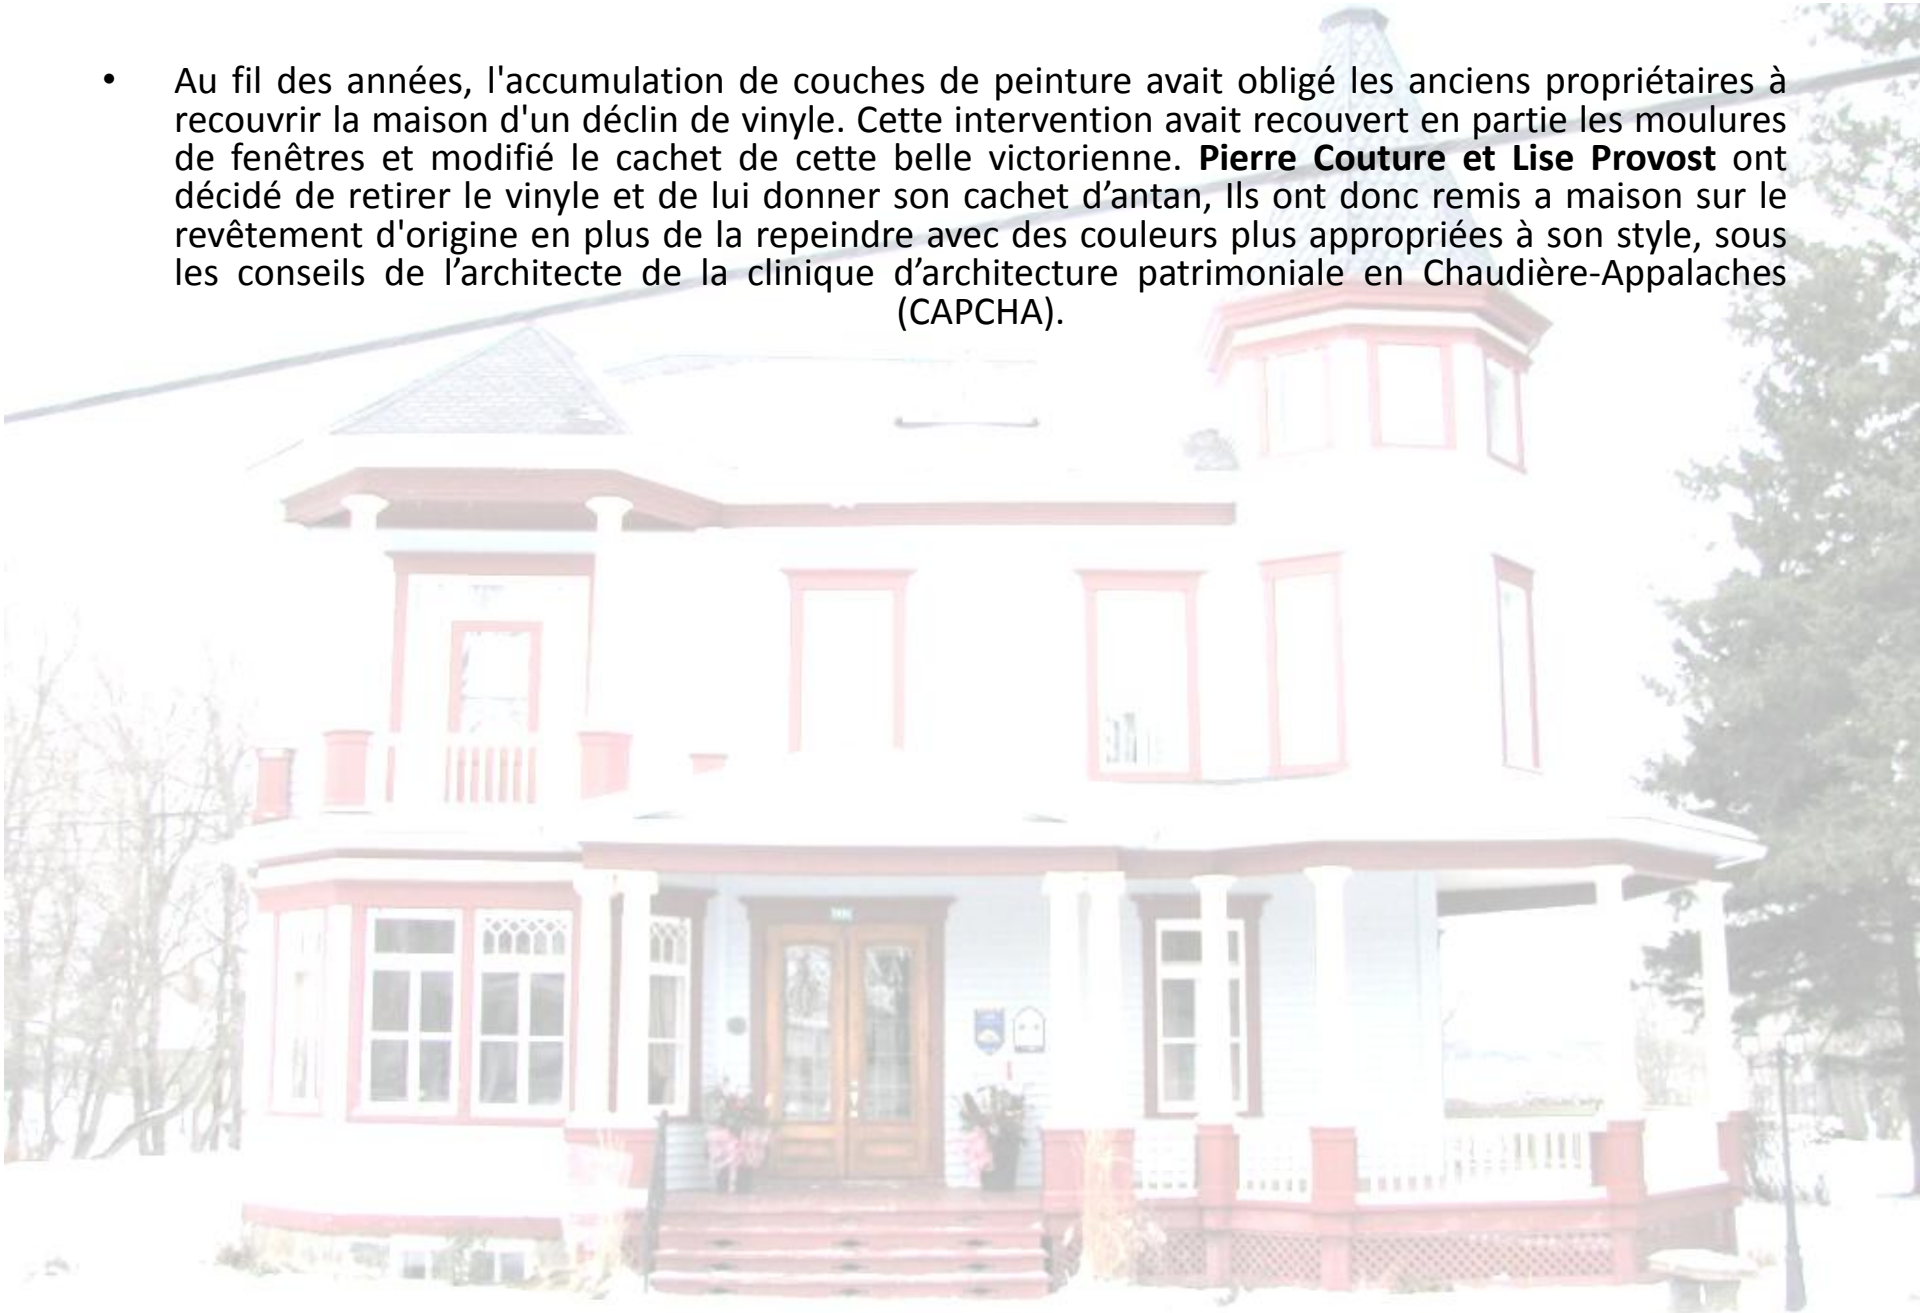 • Au fil des années, l'accumulation de couches de peinture avait obligé les anciens propriétaires à
recouvrir la maison d'un déclin de vinyle. Cette intervention avait recouvert en partie les moulures
de fenêtres et modifié le cachet de cette belle victorienne. Pierre Couture et Lise Provost ont
décidé de retirer le vinyle et de lui donner son cachet d’antan, Ils ont donc remis a maison sur le
revêtement d'origine en plus de la repeindre avec des couleurs plus appropriées à son style, sous
les conseils de l’architecte de la clinique d’architecture patrimoniale en Chaudière-Appalaches
(CAPCHA).